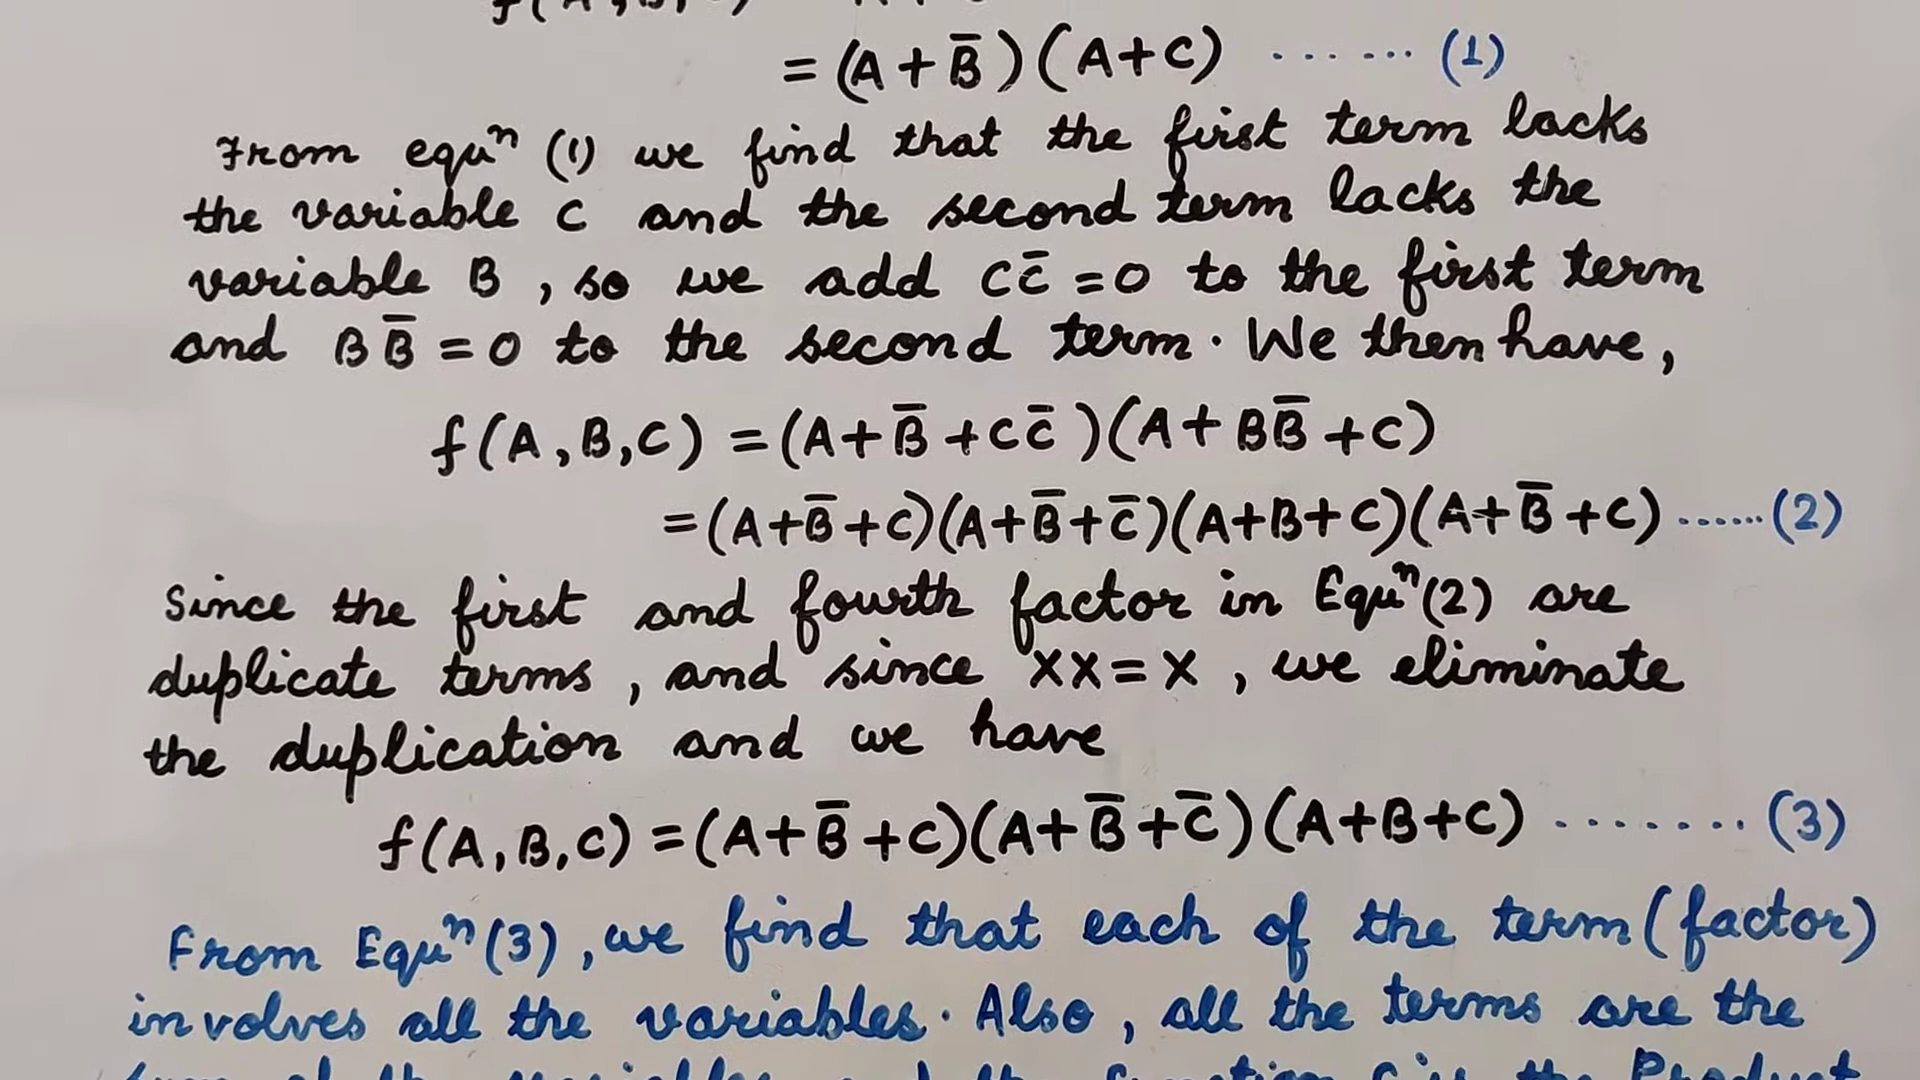 = (A + B̅)(A+C) ....... (1)
From equⁿ (1) we find that the first term lacks
the variable C and the second term lacks the
variable B, so we add CC̅ = 0 to the first term
and BB̅ = 0 to the second term. We then have,
f(A,B,C) = (A+B̅+CC̅)(A+BB̅+C)
= (A+B̅+C)(A+B̅+C̅)(A+B+C)(A+B̅+C) ......(2)
Since the first and fourth factor in Equⁿ(2) are
duplicate terms, and since XX=X, we eliminate
the duplication and we have
f(A,B,C) = (A+B̅+C)(A+B̅+C̅)(A+B+C) ........ (3)
From Equⁿ(3), we find that each of the term (factor)
involves all the variables. Also, all the terms are the